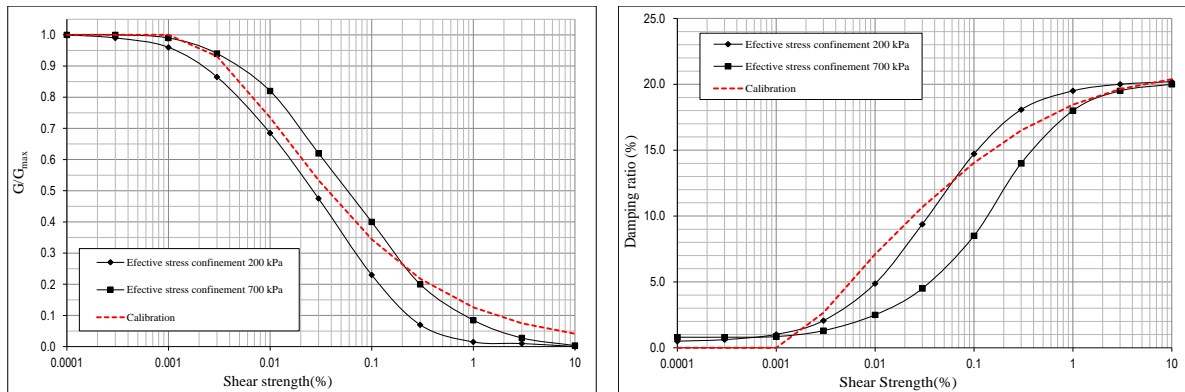 1.0
0.9
0.8
0.7
0.6
0.5
0.4
0.3
0.2
0.1
0.0
G/Gmax
Efective stress confinement 200 kPa
Efective stress confinement 700 kPa
Calibration
0.0001 0.001 0.01 0.1 1 10
Shear strength(%)
25.0
20.0
15.0
10.0
5.0
0.0
Damping ratio (%)
Efective stress confinement 200 kPa
Efective stress confinement 700 kPa
Calibration
0.0001 0.001 0.01 0.1 1 10
Shear Strength(%)